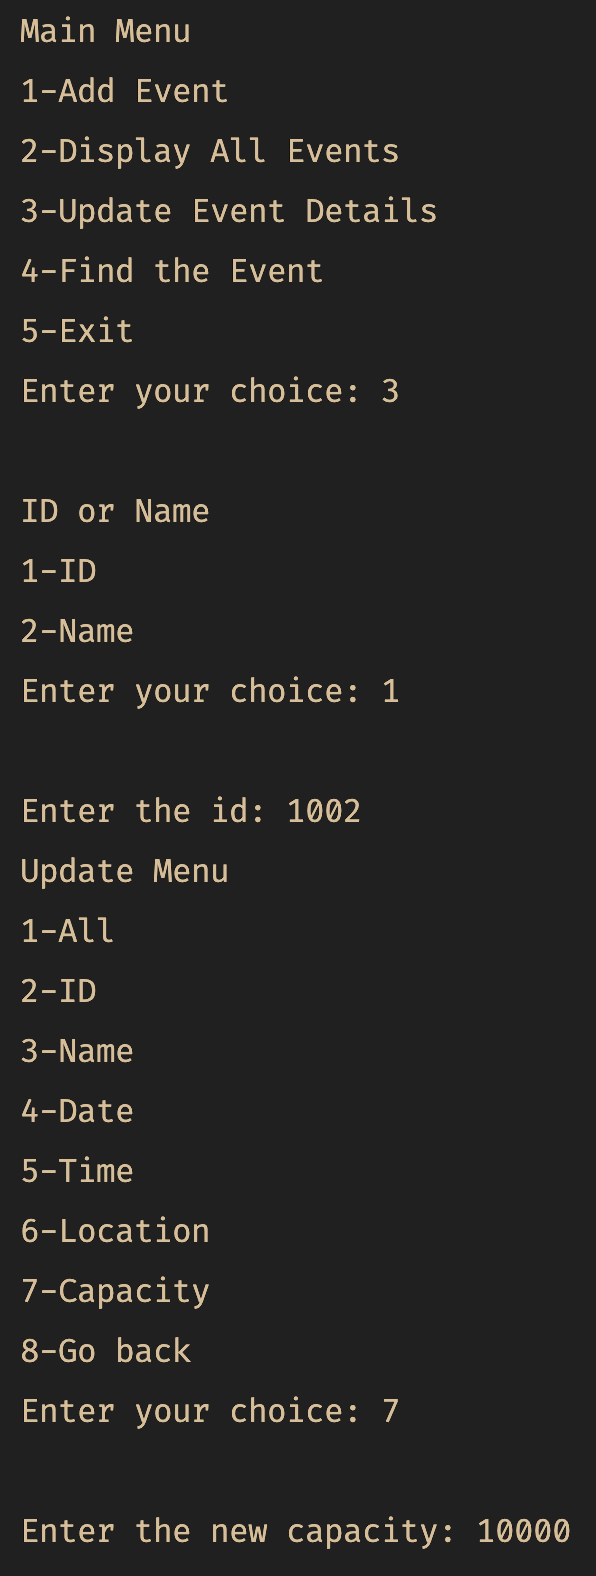 Main Menu
1-Add Event
2-Display All Events
3-Update Event Details
4-Find the Event
5-Exit
Enter your choice: 3
ID or Name
1-ID
2-Name
Enter your choice: 1
Enter the id: 1002
Update Menu
1-All
2-ID
3-Name
4-Date
5-Time
6-Location
7-Capacity
8-Go back
Enter your choice: 7
Enter the new capacity: 10000